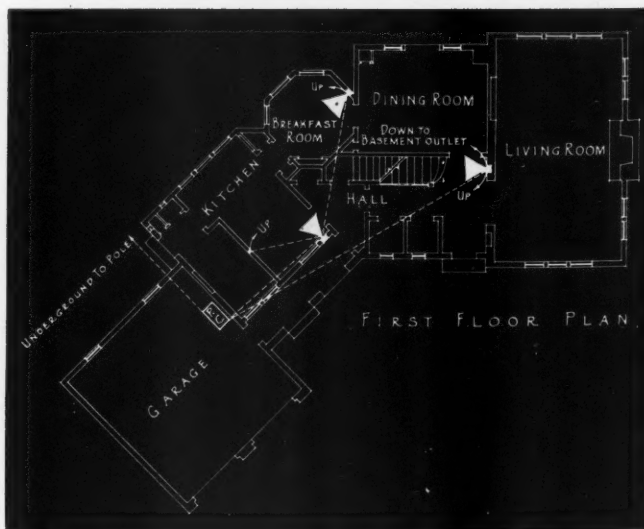 UP
DINING ROOM
BREAKFAST
ROOM
DOWN TO
BASEMENT OUTLET
LIVING ROOM
KITCHEN
UP
HALL
UP
UNDERGROUND TO POLE
FIRST FLOOR PLAN
GARAGE